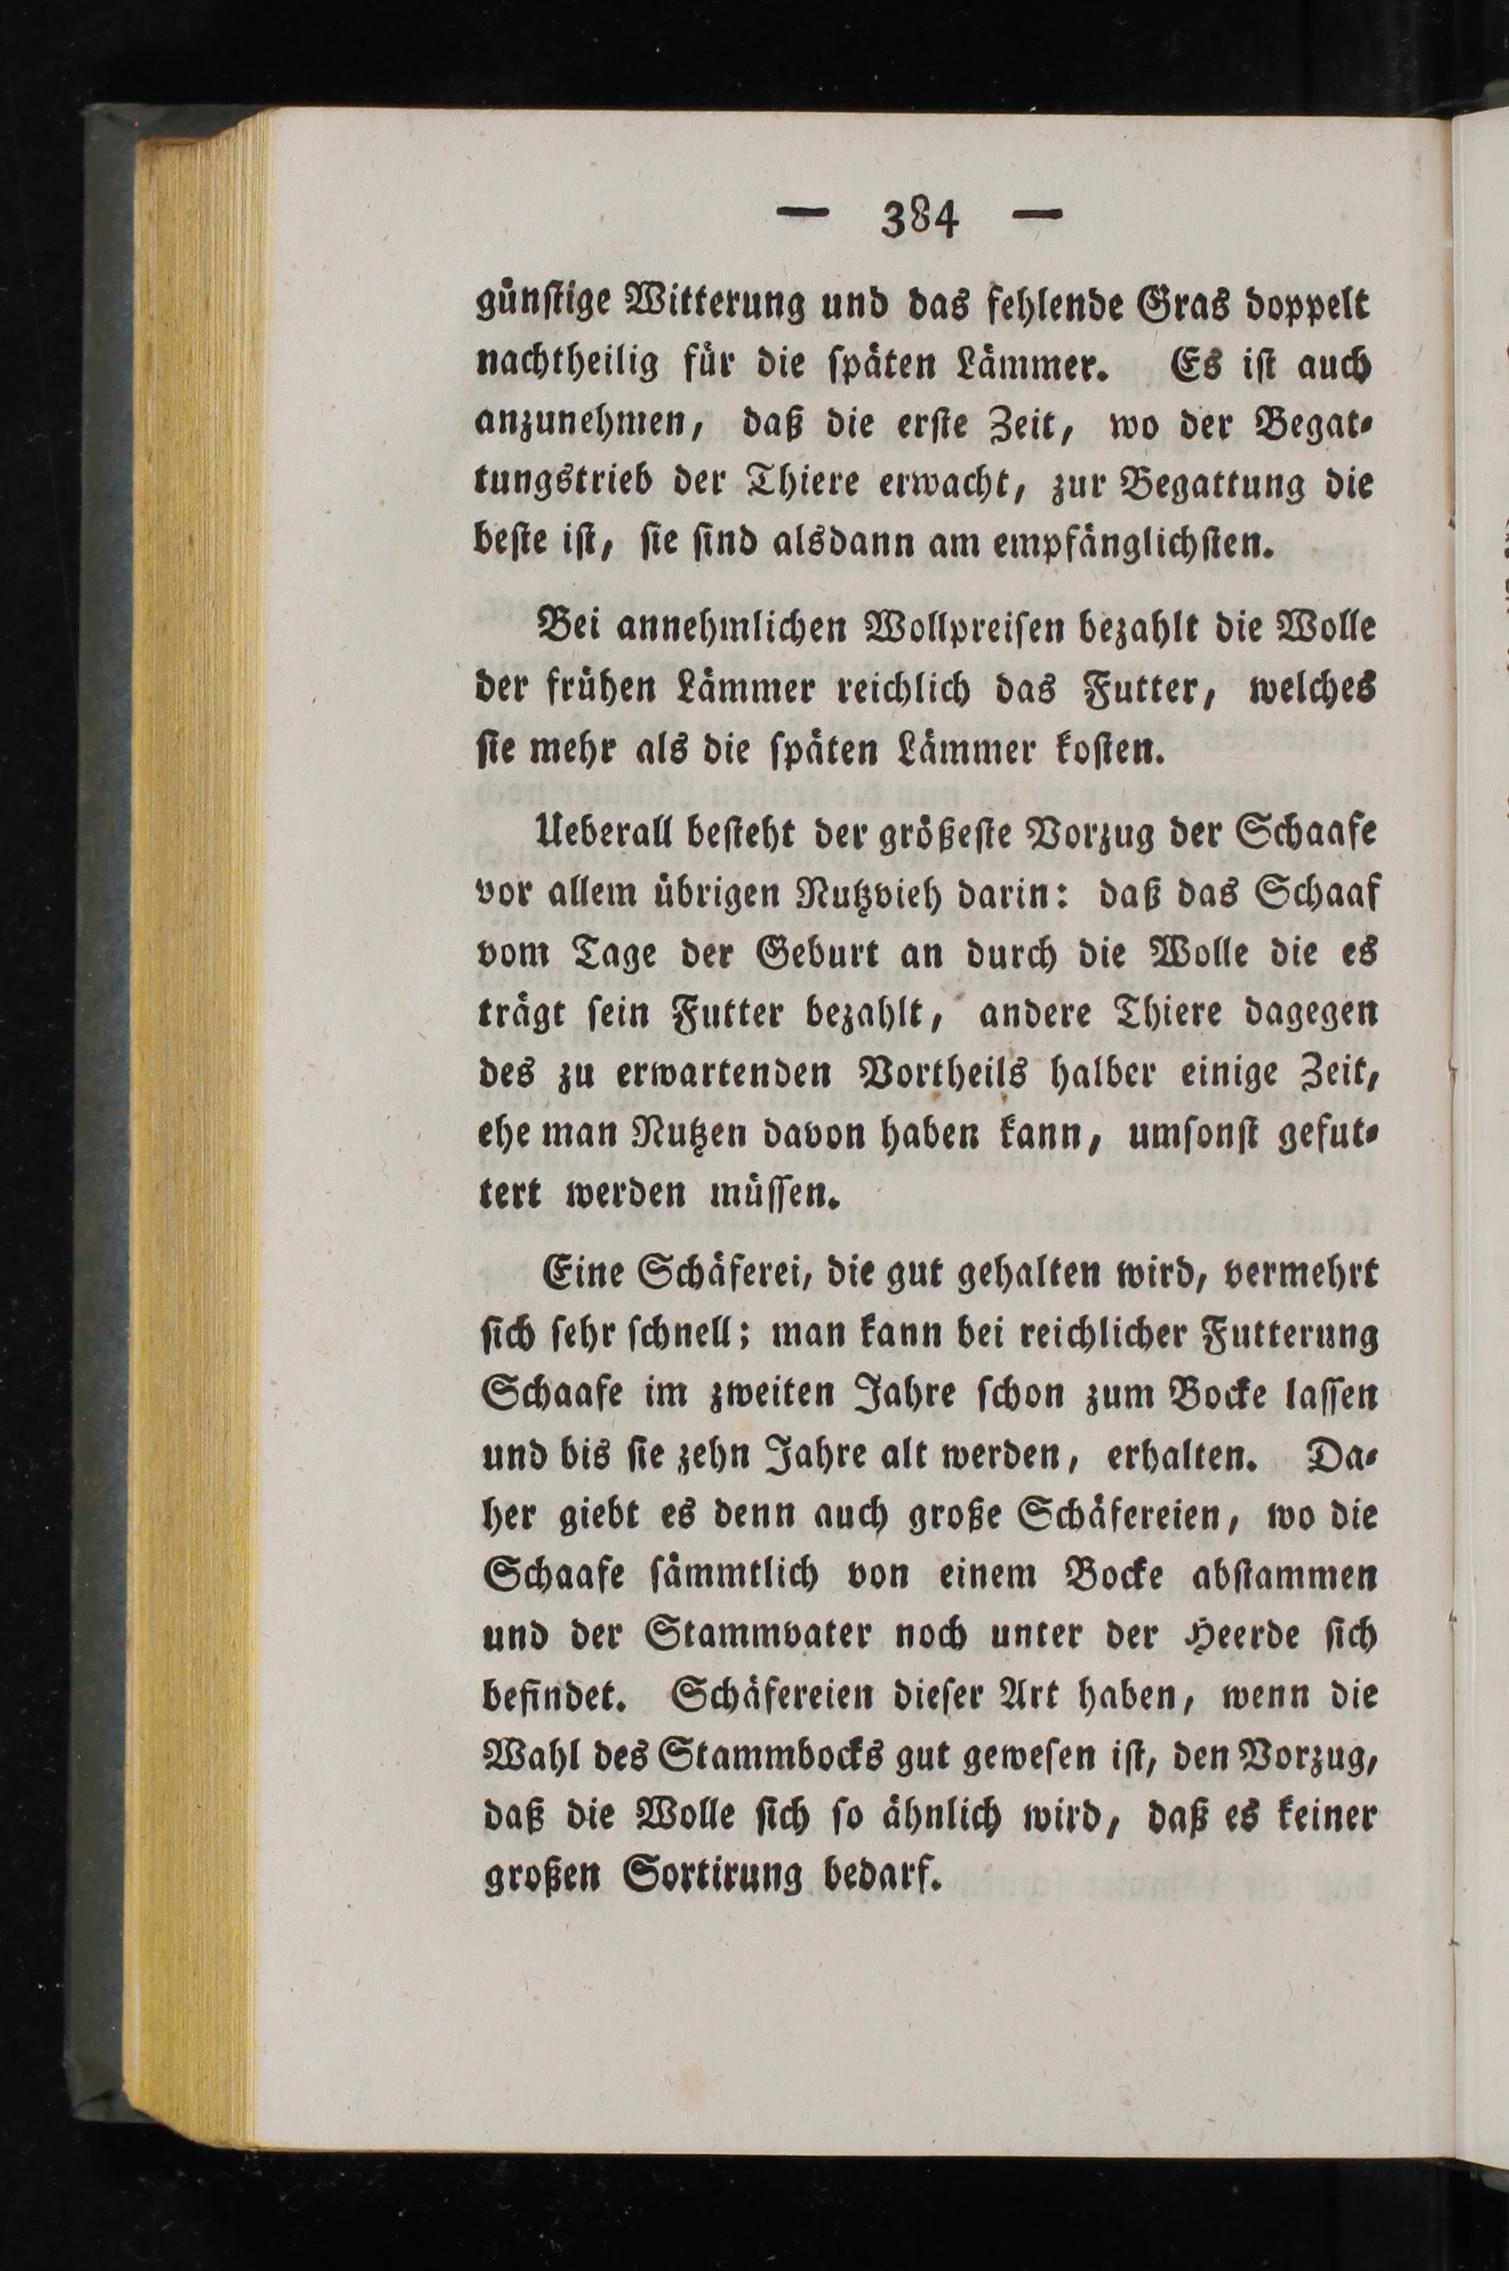 — 384 —
günſtige Witterung und das fehlende Gras doppelt
nachtheilig für die ſpäten Lämmer. Es iſt auch
anzunehmen, daß die erſte Zeit, wo der Begat⸗
tungstrieb der Thiere erwacht, zur Begattung die
beſte iſt, ſie ſind alsdann am empfänglichſten.
Bei annehmlichen Wollpreiſen bezahlt die Wolle
der frühen Lämmer reichlich das Futter, welches
ſie mehr als die ſpäten Lämmer koſten.
Ueberall beſteht der größeſte Vorzug der Schaafe
vor allem übrigen Nutzvieh darin: daß das Schaaf
vom Tage der Geburt an durch die Wolle die es
trägt ſein Futter bezahlt, andere Thiere dagegen
des zu erwartenden Vortheils halber einige Zeit,
ehe man Nutzen davon haben kann, umſonſt gefut⸗
tert werden müſſen.
Eine Schäferei, die gut gehalten wird, vermehrt
ſich ſehr ſchnell; man kann bei reichlicher Futterung
Schaafe im zweiten Jahre ſchon zum Bocke laſſen
und bis ſie zehn Jahre alt werden, erhalten. Da⸗
her giebt es denn auch große Schäfereien, wo die
Schaafe ſämmtlich von einem Bocke abſtammen
und der Stammvater noch unter der Heerde ſich
befindet. Schäfereien dieſer Art haben, wenn die
Wahl des Stammbocks gut geweſen iſt, den Vorzug,
daß die Wolle ſich ſo ähnlich wird, daß es keiner
großen Sortirung bedarf.